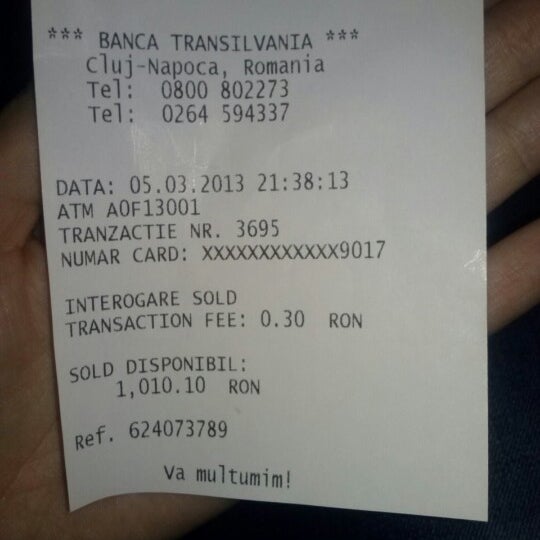 *** BANCA TRANSILVANIA ***
Cluj-Napoca, Romania
Tel: 0800 802273
Tel: 0264 594337
DATA: 05.03.2013 21:38:13
ATM A0F13001
TRANZACTIE NR. 3695
NUMAR CARD: XXXXXXXXXXXX9017
INTEROGARE SOLD
TRANSACTION FEE: 0.30 RON
SOLD DISPONIBIL:
1,010.10 RON
Ref. 624073789
Va multumim!